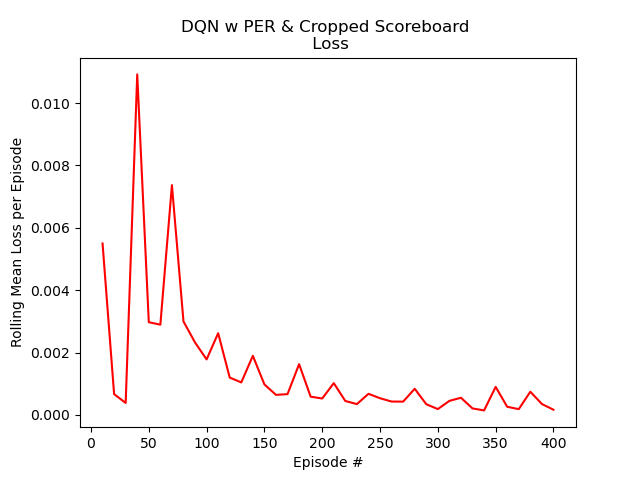 DQN w PER & Cropped Scoreboard
Loss
Rolling Mean Loss per Episode
0.010
0.008
0.006
0.004
0.002
0.000
0 50 100 150 200 250 300 350 400
Episode #